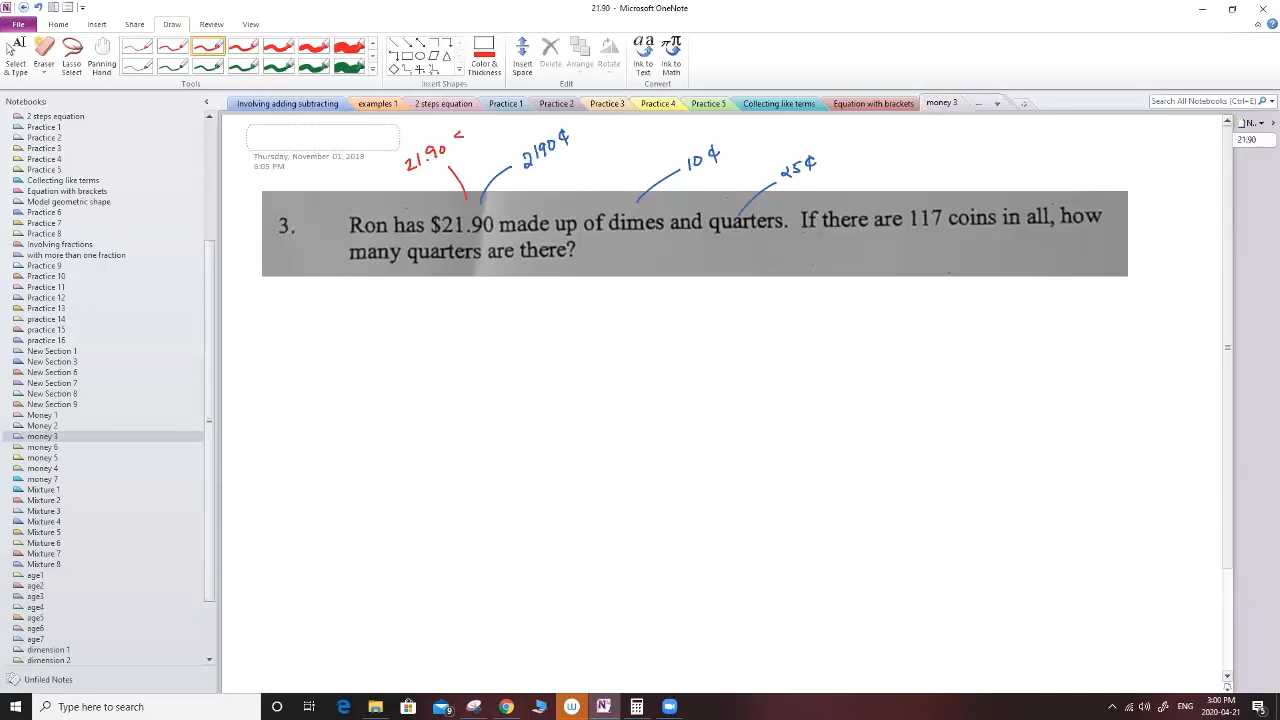 21.90 - Microsoft OneNote
File Home Insert Share Draw Review View
Select & Type
Eraser
Lasso Select
Panning Hand
Color & Thickness
Insert Space
Delete
Arrange
Rotate
Ink to Text
Ink to Math
Tools
Insert Shapes
Edit
Convert
Notebooks:
Involving adding subtracting examples 1 2 steps equation Practice 1 Practice 2 Practice 3 Practice 4 Practice 5 Collecting like terms Equation with brackets money 3 ...
Search All Notebooks (Ctrl+E)
N..
21.90
2 steps equation
Practice 1
Practice 2
Practice 3
Practice 4
Practice 5
Collecting like terms
Equation with brackets
Model geometric shape
Practice 6
Practice 7
Practice 8
Involving fractions
with more than one fraction
Practice 9
Practice 10
Practice 11
Practice 12
Practice 13
practice 14
practice 15
practice 16
New Section 1
New Section 3
New Section 6
New Section 7
New Section 8
New Section 9
Money 1
Money 2
money 3
money 6
money 5
money 4
money 7
Mixture 1
Mixture 2
Mixture 3
Mixture 4
Mixture 5
Mixture 6
Mixture 7
Mixture 8
age1
age2
age3
age4
age5
age6
age7
dimension 1
dimension 2
Unfiled Notes
Thursday, November 01, 2018
6:05 PM
21.90
2190¢
10¢
25¢
3. Ron has $21.90 made up of dimes and quarters. If there are 117 coins in all, how
many quarters are there?
Type here to search
ENG
3:00 PM
2020-04-21